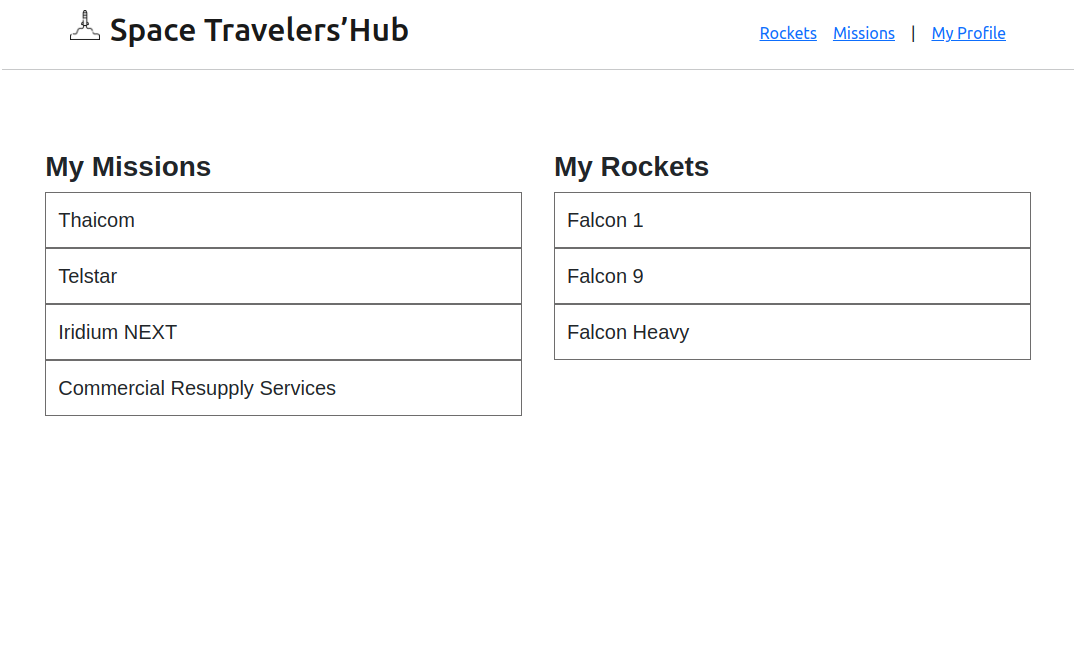 Space Travelers’Hub
Rockets Missions | My Profile
My Missions
Thaicom
Telstar
Iridium NEXT
Commercial Resupply Services
My Rockets
Falcon 1
Falcon 9
Falcon Heavy